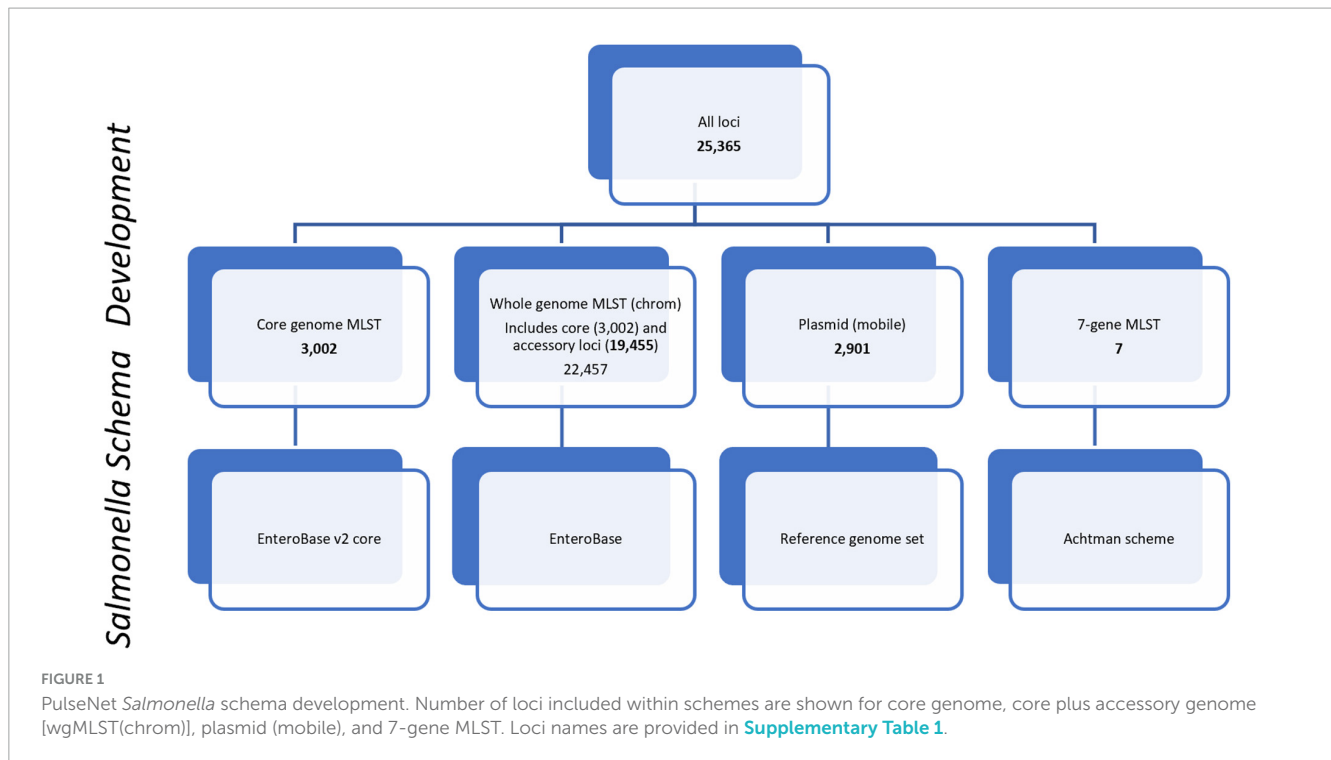 Salmonella Schema Development
All loci
25,365
Core genome MLST
3,002
Whole genome MLST (chrom)
Includes core (3,002) and
accessory loci (19,455)
22,457
Plasmid (mobile)
2,901
7-gene MLST
7
EnteroBase v2 core
EnteroBase
Reference genome set
Achtman scheme
FIGURE 1
PulseNet Salmonella schema development. Number of loci included within schemes are shown for core genome, core plus accessory genome
[wgMLST(chrom)], plasmid (mobile), and 7-gene MLST. Loci names are provided in Supplementary Table 1.